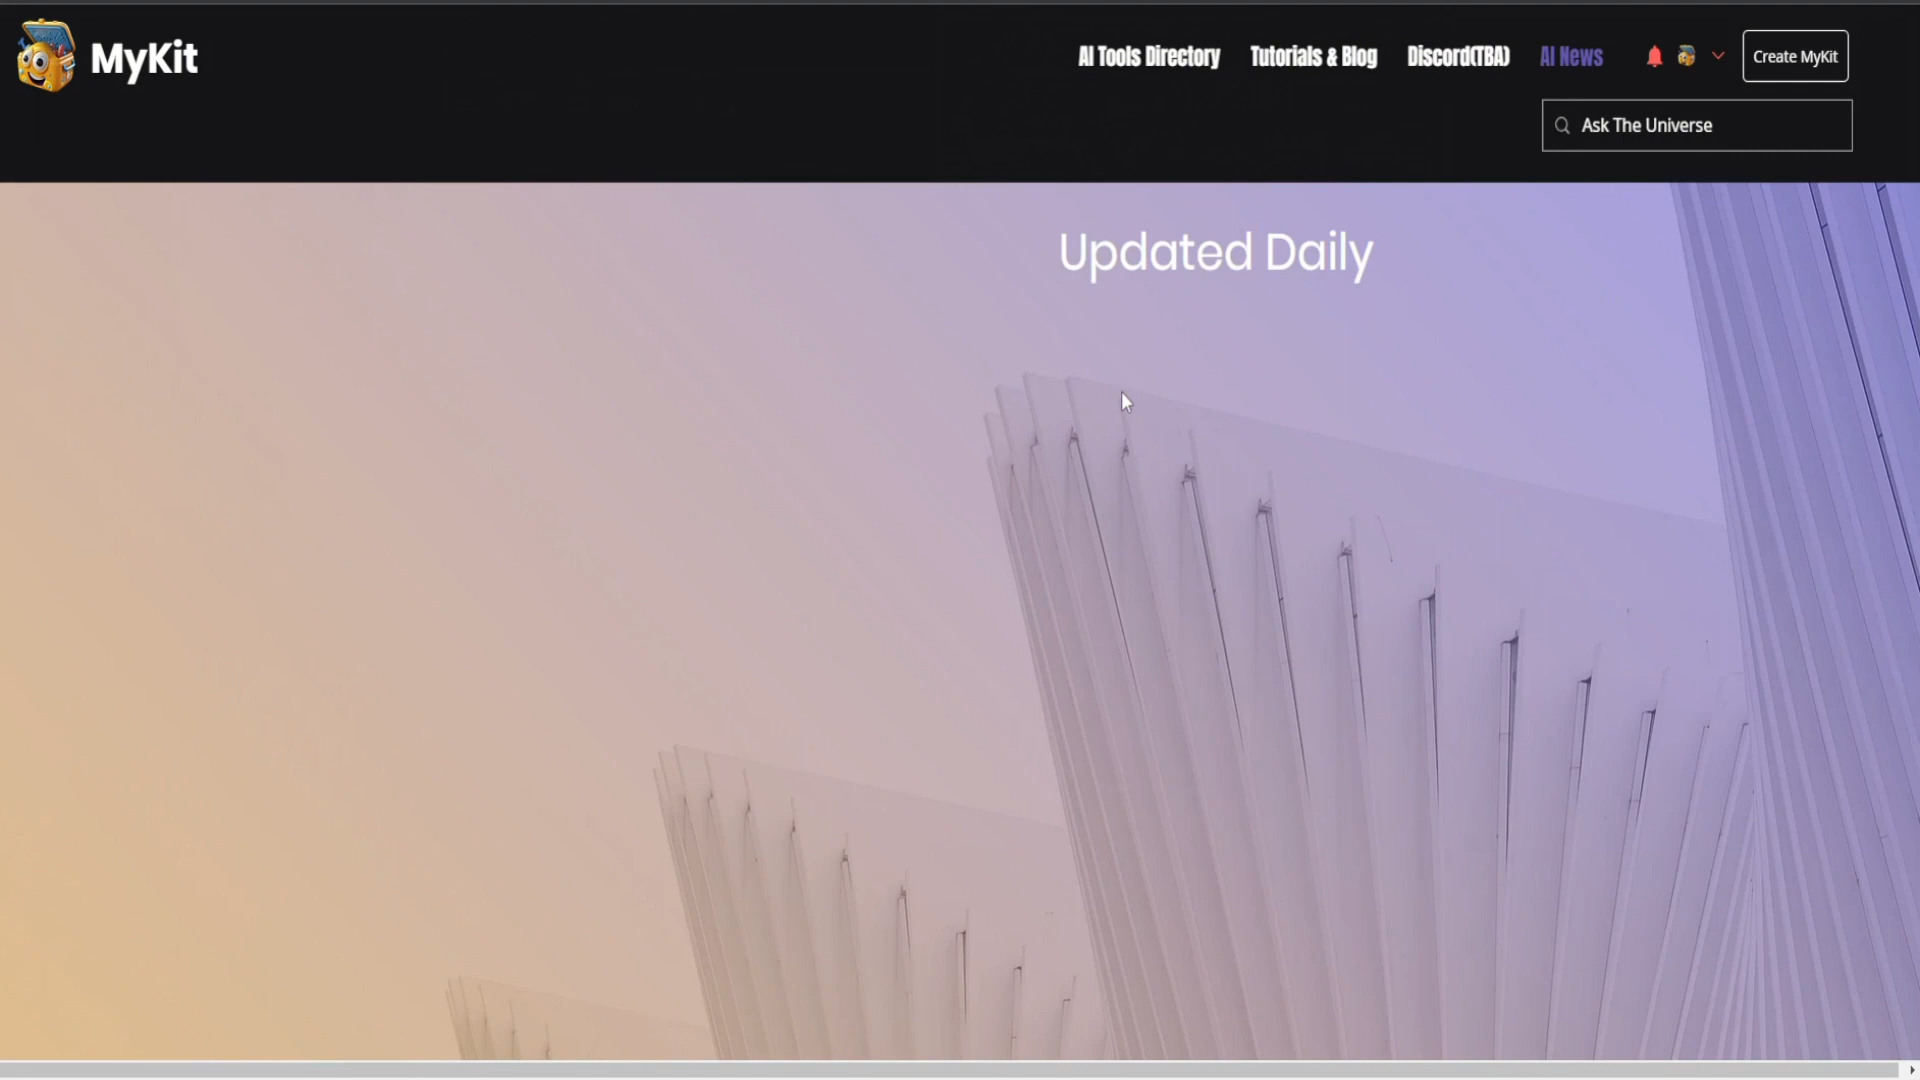 MyKit
AI Tools Directory
Tutorials & Blog
Discord(TBA)
AI News
Create MyKit
Ask The Universe
Updated Daily